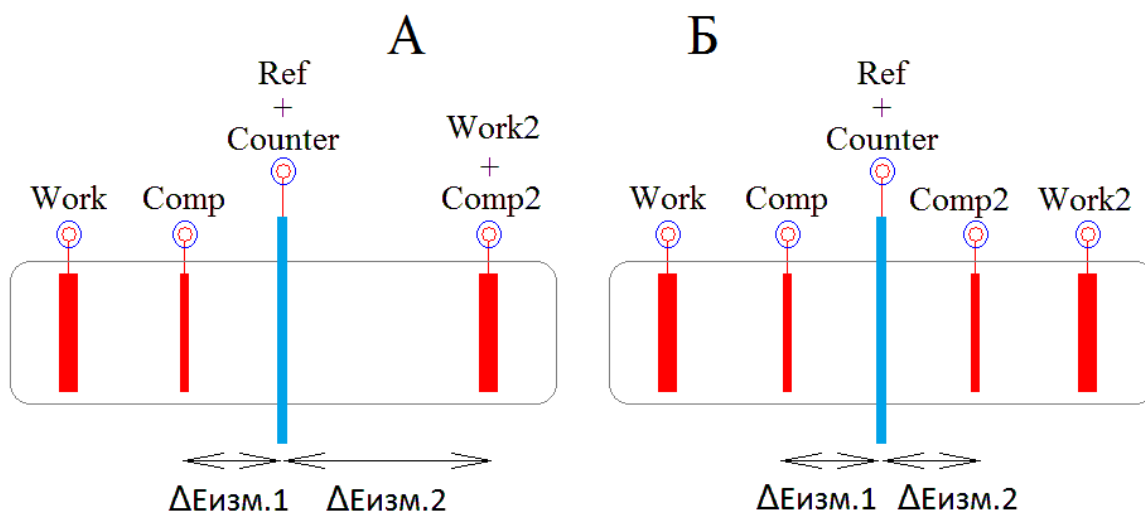 А
Ref
+
Counter
Work
Comp
Work2
+
Comp2
ΔEизм.1
ΔEизм.2
Б
Ref
+
Counter
Work
Comp
Comp2
Work2
ΔEизм.1
ΔEизм.2